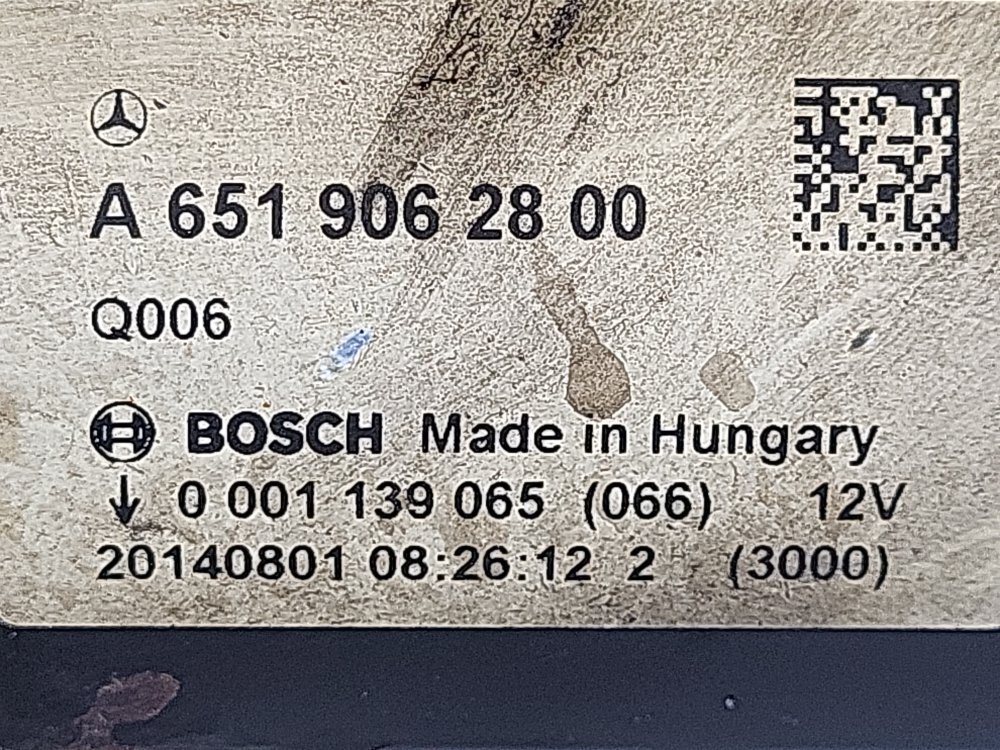 A 651 906 28 00
Q006
BOSCH Made in Hungary
↓ 0 001 139 065 (066) 12V
20140801 08:26:12 2 (3000)